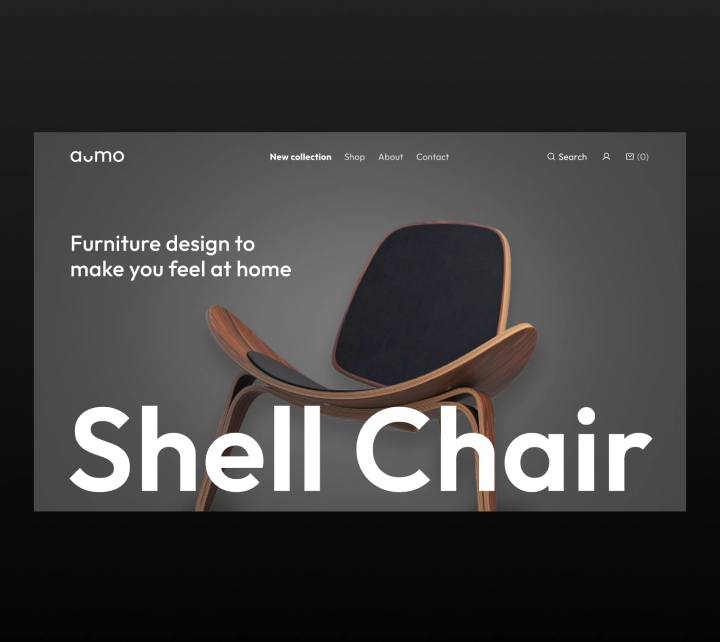 aumo
New collection Shop About Contact
Search
(0)
Furniture design to
make you feel at home
Shell Chair